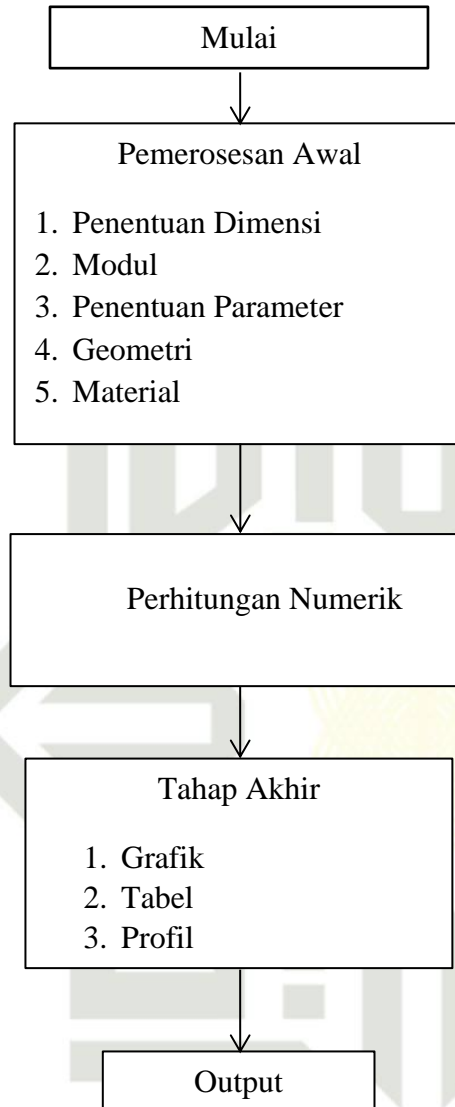 Mulai
Pemerosesan Awal
1. Penentuan Dimensi
2. Modul
3. Penentuan Parameter
4. Geometri
5. Material
Perhitungan Numerik
Tahap Akhir
1. Grafik
2. Tabel
3. Profil
Output